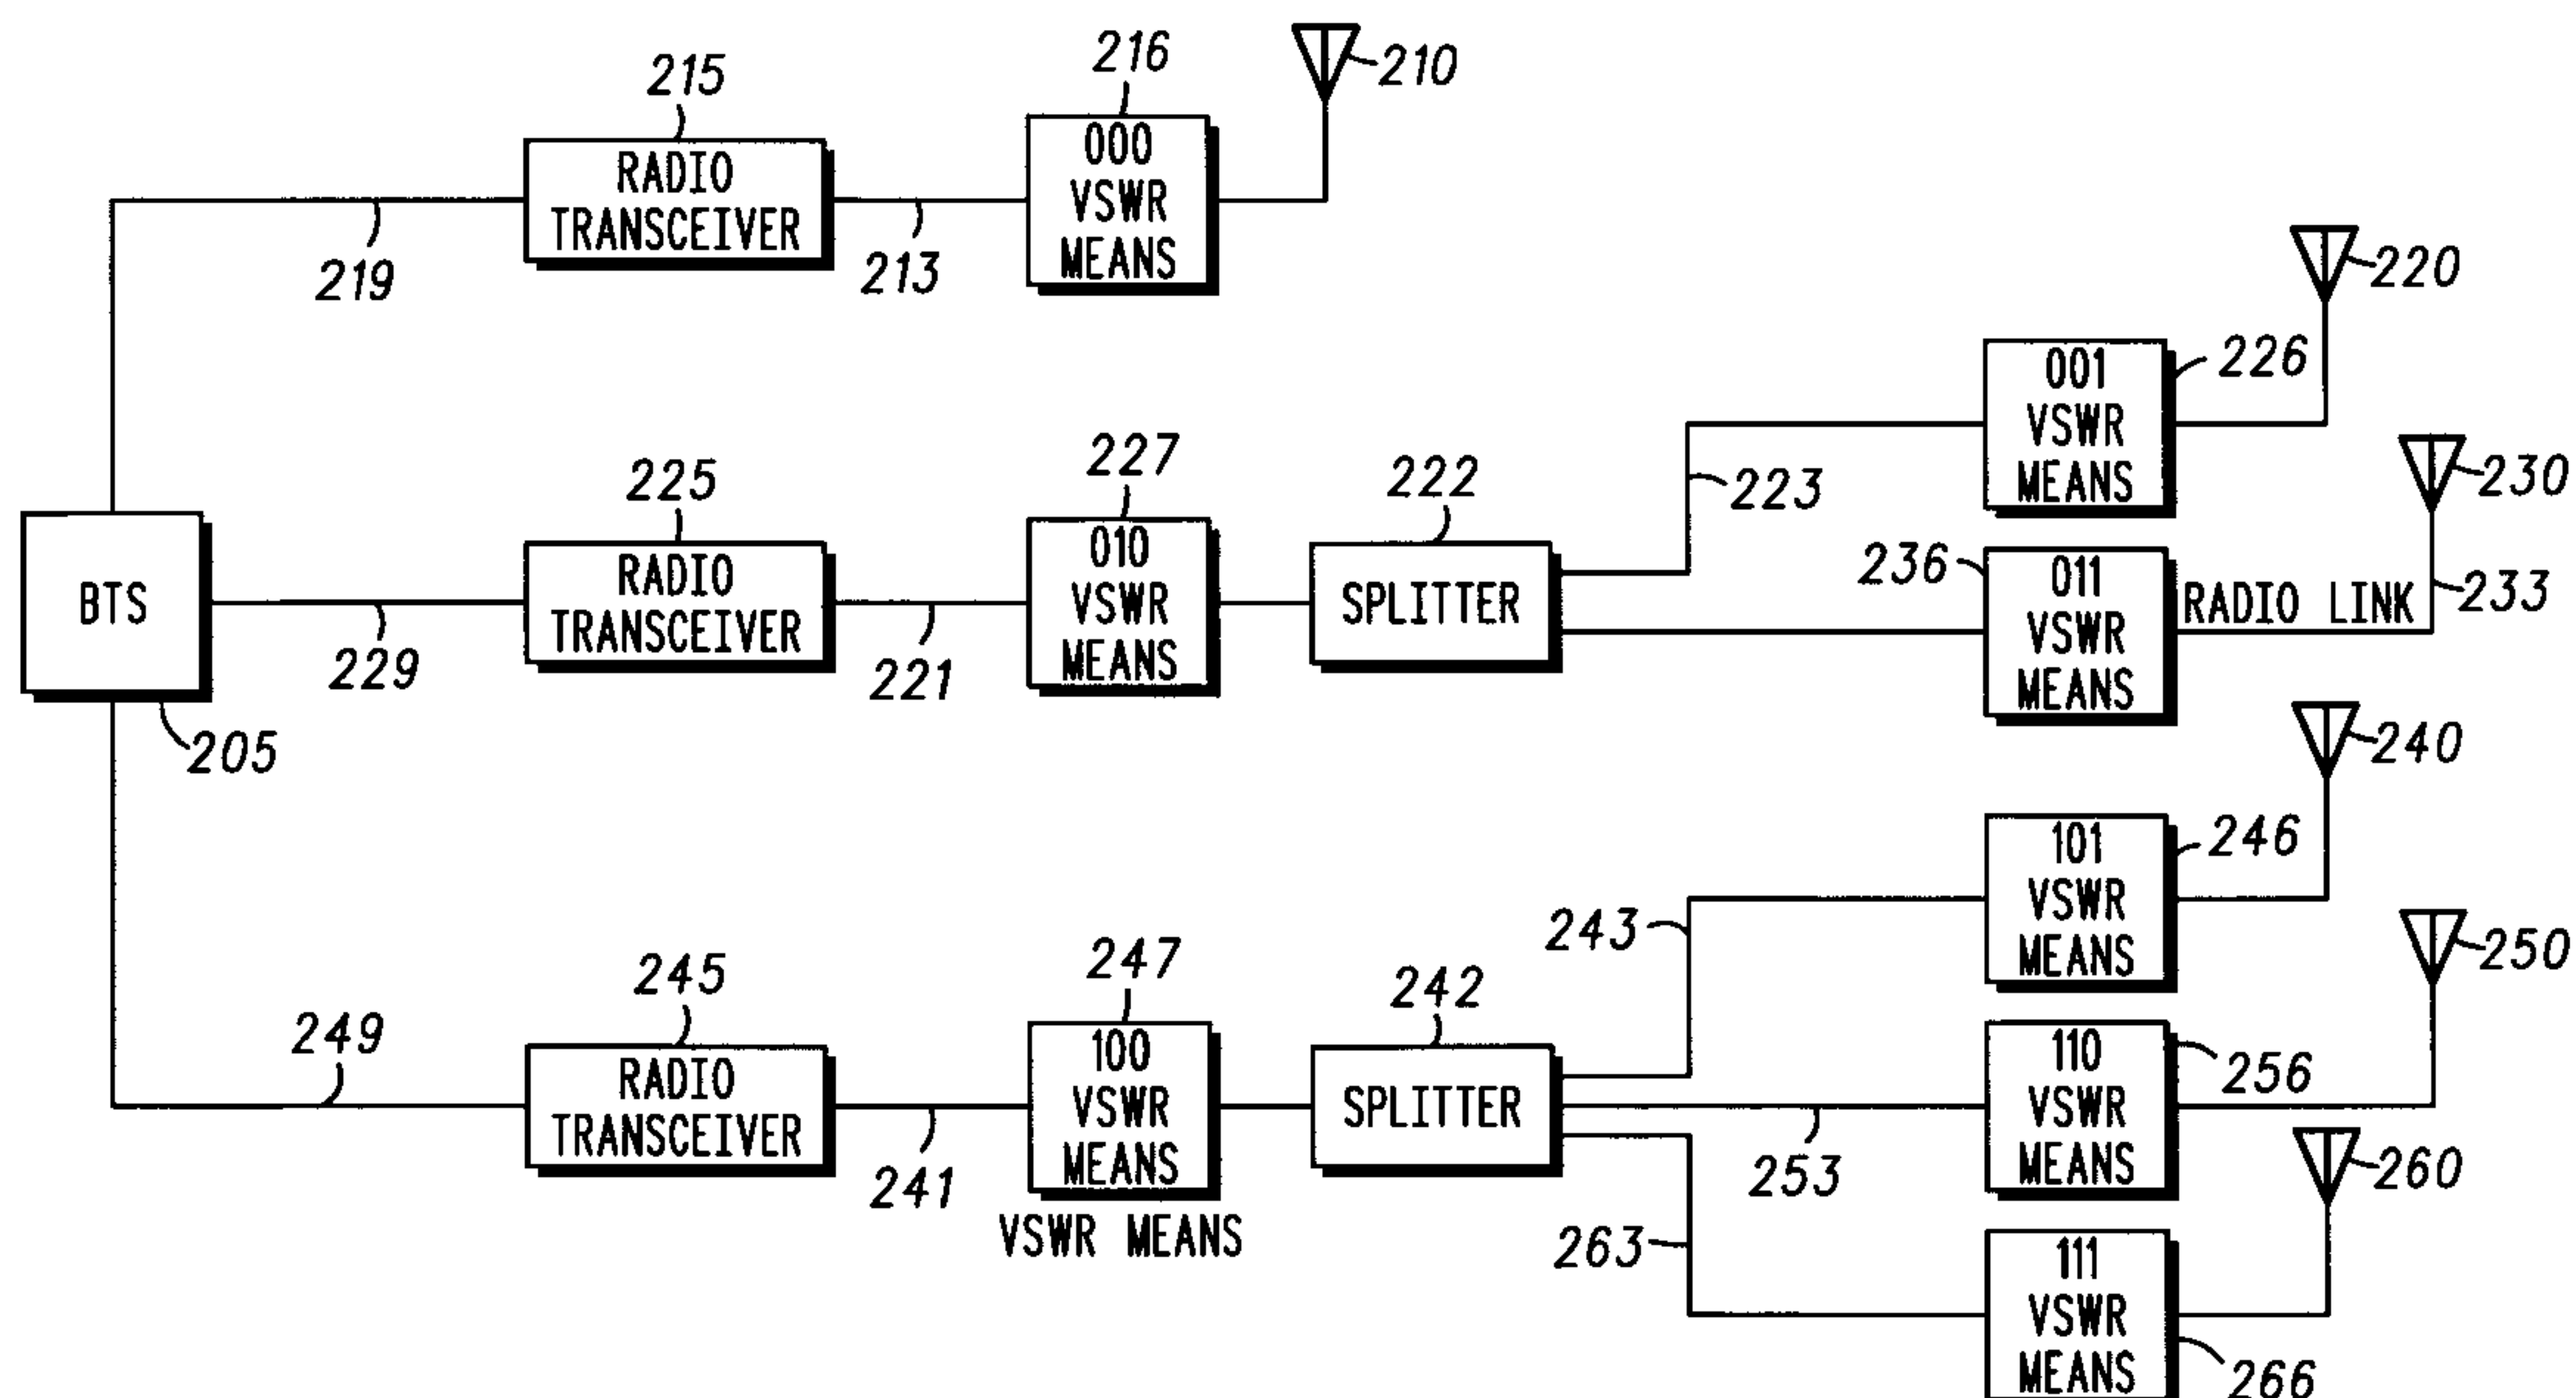 216
210
215
000
VSWR
MEANS
RADIO
TRANSCEIVER
219
213
220
001
VSWR
MEANS
226
227
222
223
230
225
010
VSWR
MEANS
236
011
VSWR
MEANS
BTS
RADIO
TRANSCEIVER
SPLITTER
RADIO LINK
233
229
221
205
240
101
VSWR
MEANS
246
243
250
247
245
242
249
100
VSWR
MEANS
110
VSWR
MEANS
256
RADIO
TRANSCEIVER
SPLITTER
241
253
260
VSWR MEANS
263
111
VSWR
MEANS
266